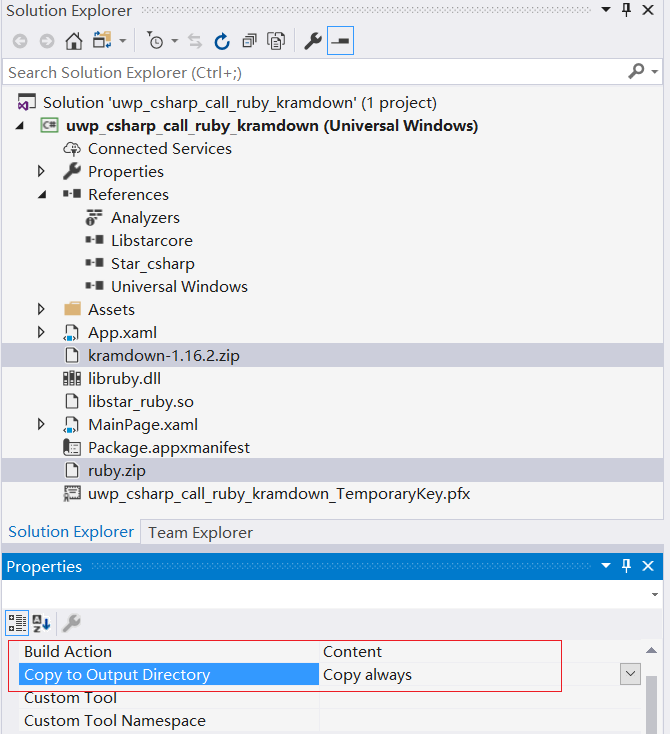 Solution Explorer
Search Solution Explorer (Ctrl+;)
Solution 'uwp_csharp_call_ruby_kramdown' (1 project)
uwp_csharp_call_ruby_kramdown (Universal Windows)
Connected Services
Properties
References
Analyzers
Libstarcore
Star_csharp
Universal Windows
Assets
App.xaml
kramdown-1.16.2.zip
libruby.dll
libstar_ruby.so
MainPage.xaml
Package.appxmanifest
ruby.zip
uwp_csharp_call_ruby_kramdown_TemporaryKey.pfx
Solution Explorer Team Explorer
Properties
Build Action Content
Copy to Output Directory Copy always
Custom Tool
Custom Tool Namespace